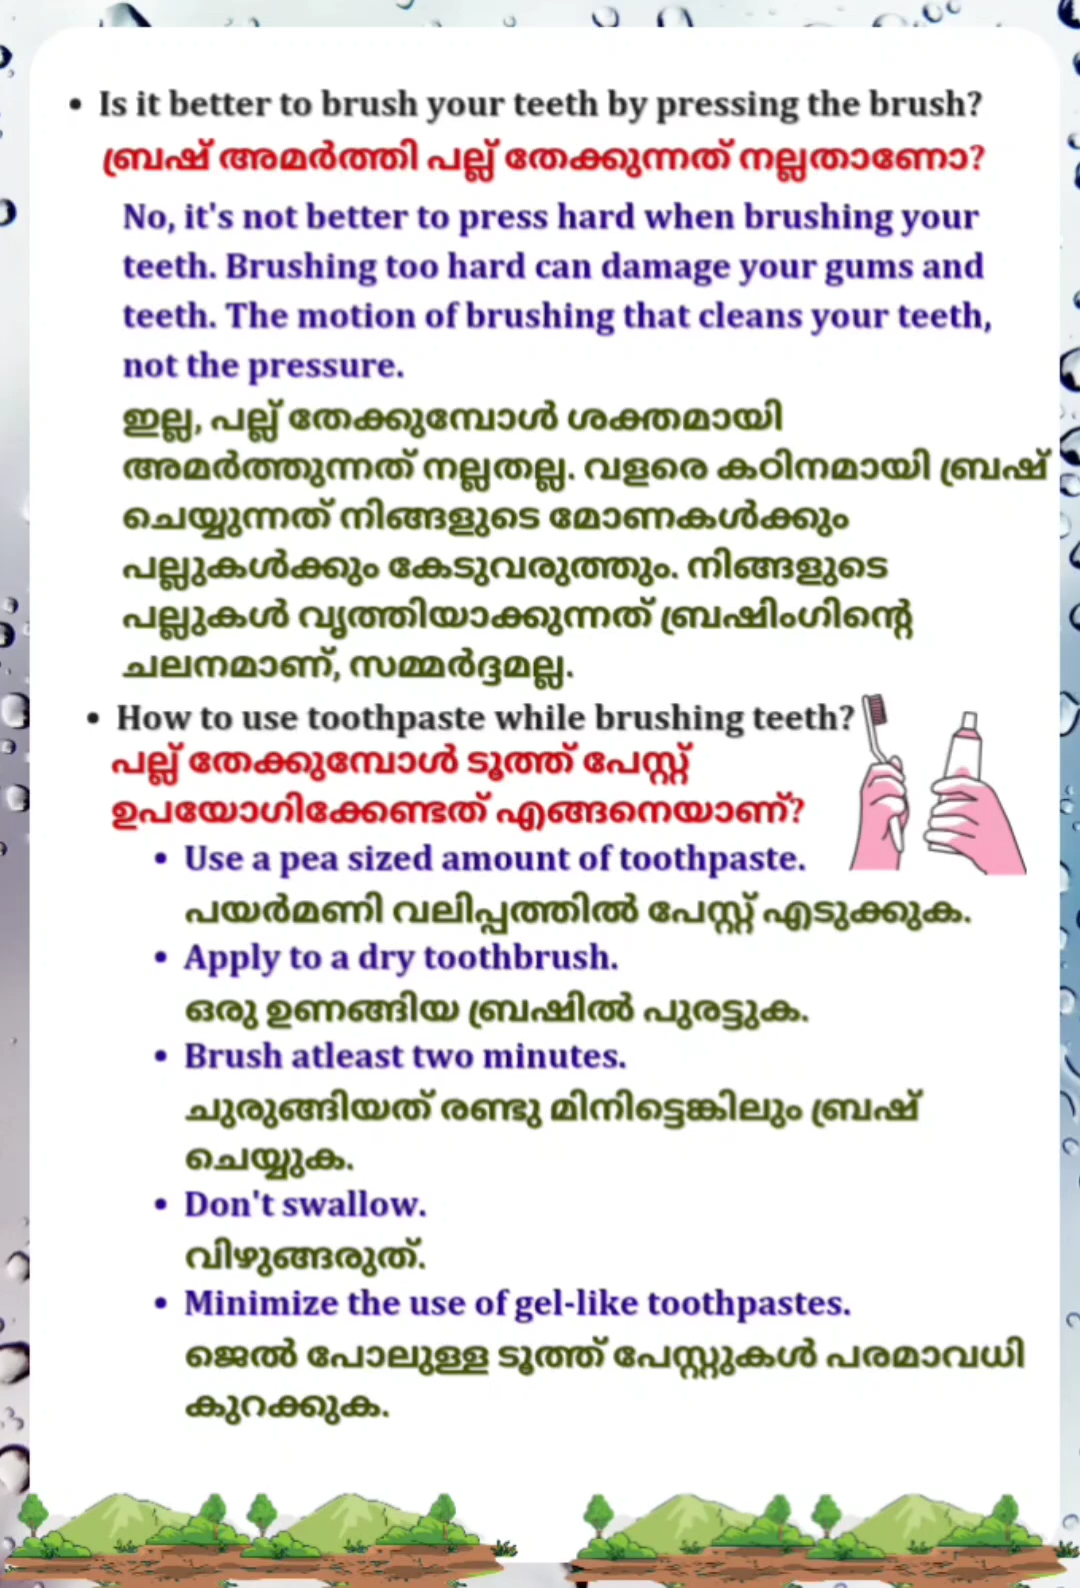 • Is it better to brush your teeth by pressing the brush?
ബ്രഷ് അമർത്തി പല്ല് തേക്കുന്നത് നല്ലതാണോ?
No, it's not better to press hard when brushing your
teeth. Brushing too hard can damage your gums and
teeth. The motion of brushing that cleans your teeth,
not the pressure.
ഇല്ല, പല്ല് തേക്കുമ്പോൾ ശക്തമായി
അമർത്തുന്നത് നല്ലതല്ല. വളരെ കഠിനമായി ബ്രഷ്
ചെയ്യുന്നത് നിങ്ങളുടെ മോണകൾക്കും
പല്ലുകൾക്കും കേടുവരുത്തും. നിങ്ങളുടെ
പല്ലുകൾ വൃത്തിയാക്കുന്നത് ബ്രഷിംഗിന്റെ
ചലനമാണ്, സമ്മർദ്ദമല്ല.
• How to use toothpaste while brushing teeth?
പല്ല് തേക്കുമ്പോൾ ടൂത്ത് പേസ്റ്റ്
ഉപയോഗിക്കേണ്ടത് എങ്ങനെയാണ്?
• Use a pea sized amount of toothpaste.
പയർമണി വലിപ്പത്തിൽ പേസ്റ്റ് എടുക്കുക.
• Apply to a dry toothbrush.
ഒരു ഉണങ്ങിയ ബ്രഷിൽ പുരട്ടുക.
• Brush atleast two minutes.
ചുരുങ്ങിയത് രണ്ടു മിനിട്ടെങ്കിലും ബ്രഷ്
ചെയ്യുക.
• Don't swallow.
വിഴുങ്ങരുത്.
• Minimize the use of gel-like toothpastes.
ജെൽ പോലുള്ള ടൂത്ത് പേസ്റ്റുകൾ പരമാവധി
കുറക്കുക.